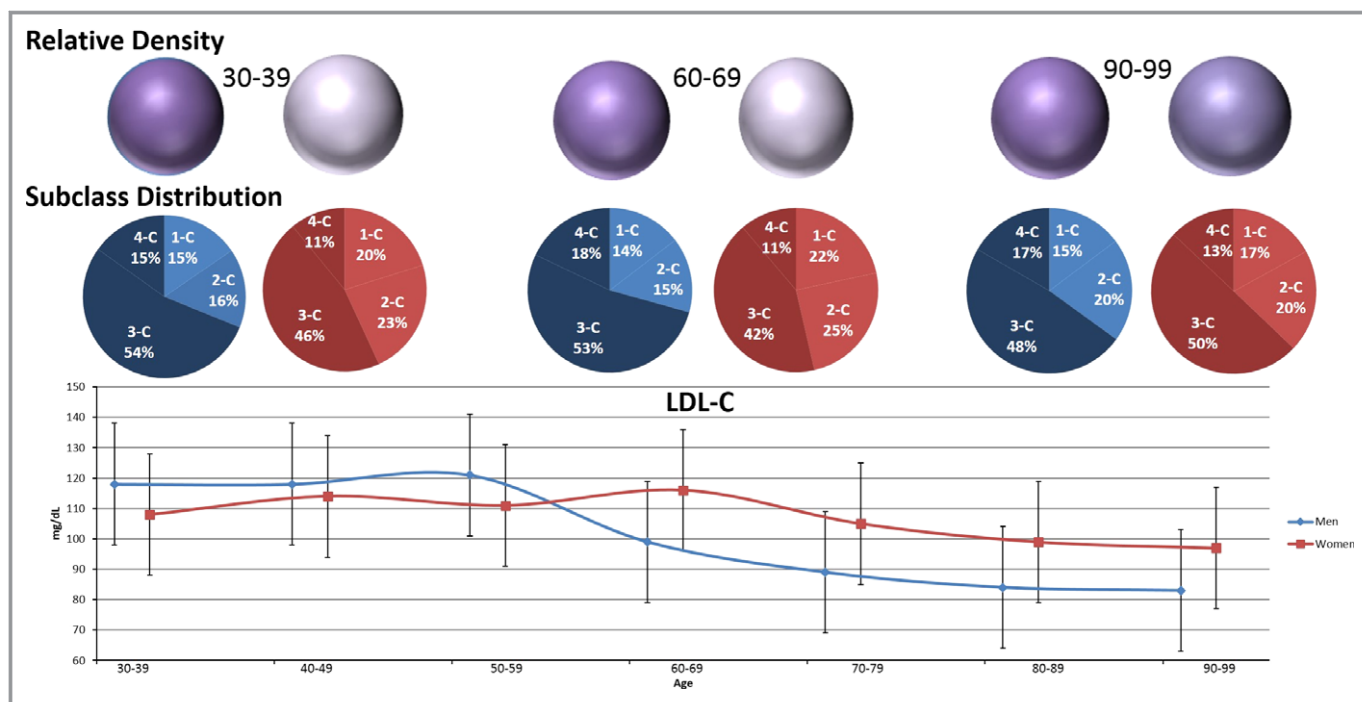 Relative Density
30-39
60-69
90-99
Subclass Distribution
4-C
15%
1-C
15%
2-C
16%
3-C
54%
4-C
11%
1-C
20%
2-C
23%
3-C
46%
4-C
18%
1-C
14%
2-C
15%
3-C
53%
4-C
11%
1-C
22%
2-C
25%
3-C
42%
4-C
17%
1-C
15%
2-C
20%
3-C
48%
4-C
13%
1-C
17%
2-C
20%
3-C
50%
LDL-C
150
140
130
120
110
100
90
80
70
60
mg/dL
30-39
40-49
50-59
60-69
70-79
80-89
90-99
Age
Men
Women